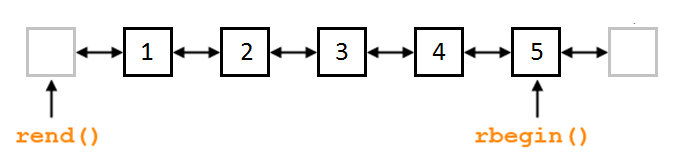 1 2 3 4 5
rend() rbegin()